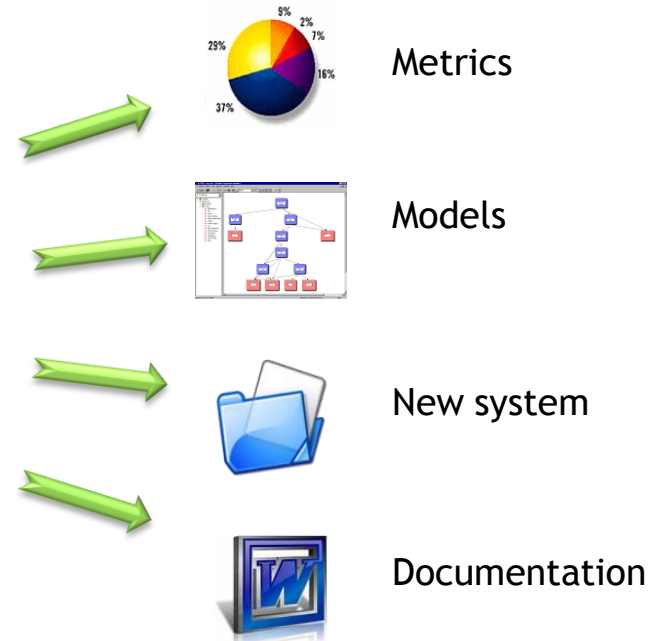 9%
2%
7%
29%
16%
37%
Metrics
Models
New system
W
Documentation